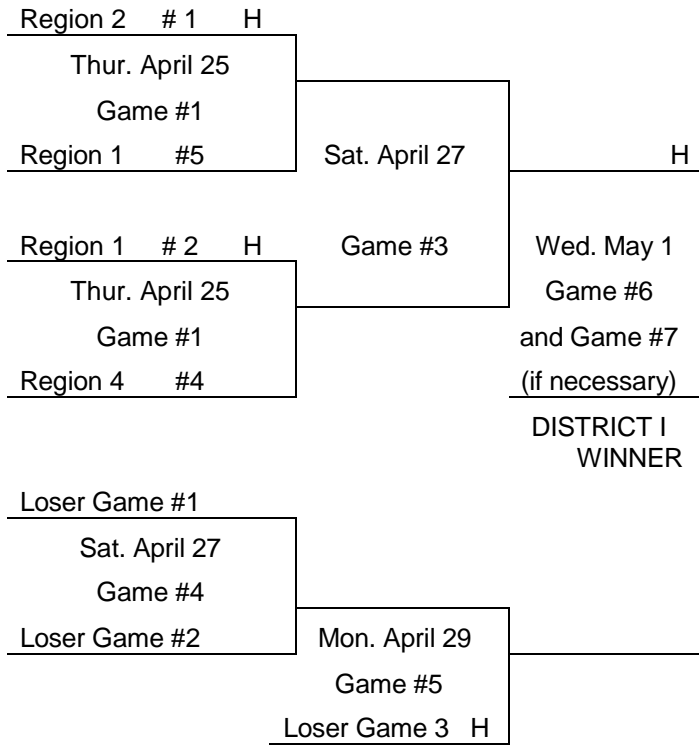 Region 2 # 1 H
Thur. April 25
Game #1
Region 1 #5
Sat. April 27
H
Region 1 # 2 H
Game #3
Wed. May 1
Thur. April 25
Game #6
Game #1
and Game #7
Region 4 #4
(if necessary)
DISTRICT I
WINNER
Loser Game #1
Sat. April 27
Game #4
Loser Game #2
Mon. April 29
Game #5
Loser Game 3 H